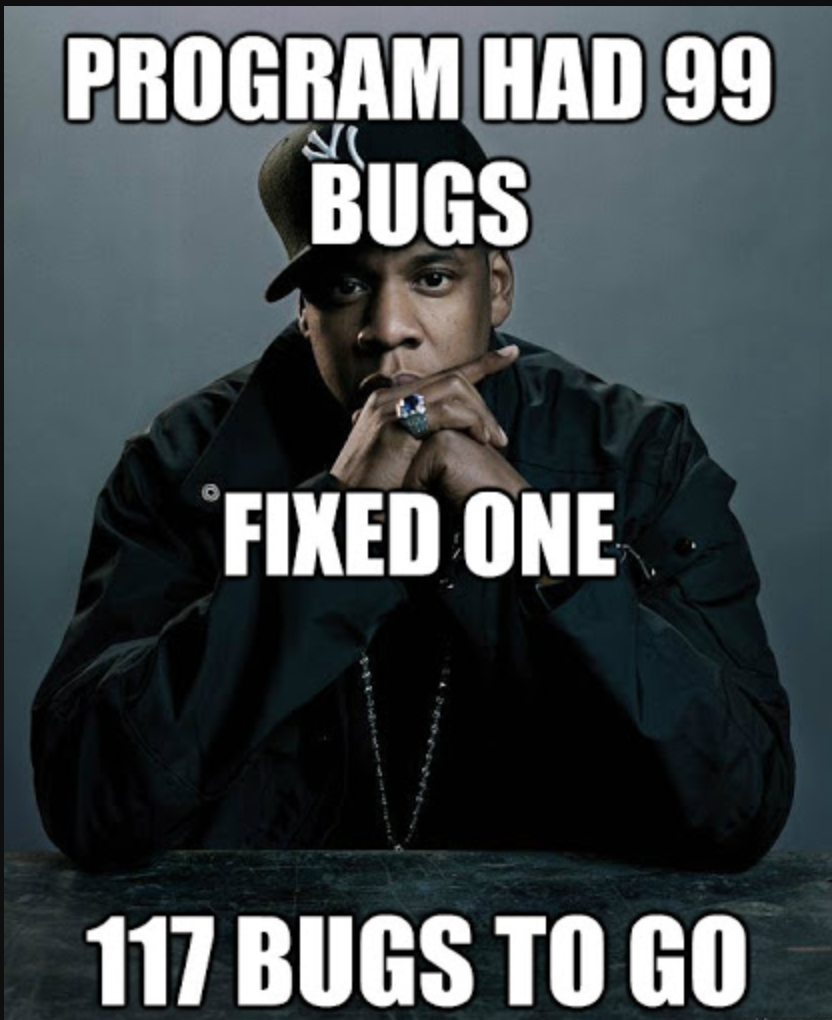 PROGRAM HAD 99
BUGS
FIXED ONE
117 BUGS TO GO